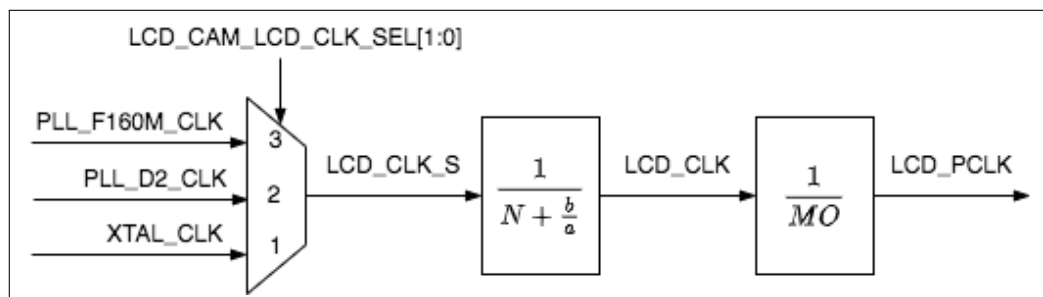 LCD_CAM_LCD_CLK_SEL[1:0]
PLL_F160M_CLK
3
PLL_D2_CLK
2
XTAL_CLK
1
LCD_CLK_S
1
N + b/a
LCD_CLK
1
MO
LCD_PCLK